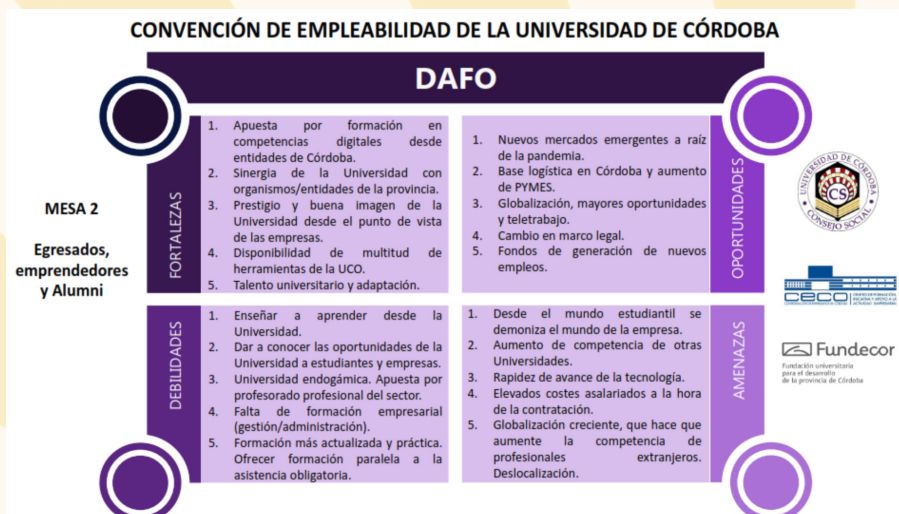 CONVENCIÓN DE EMPLEABILIDAD DE LA UNIVERSIDAD DE CÓRDOBA
DAFO
MESA 2
Egresados,
emprendedores
y Alumni
FORTALEZAS
1. Apuesta por formación en
competencias digitales desde
entidades de Córdoba.
2. Sinergia de la Universidad con
organismos/entidades de la provincia.
3. Prestigio y buena imagen de la
Universidad desde el punto de vista
de las empresas.
4. Disponibilidad de multitud de
herramientas de la UCO.
5. Talento universitario y adaptación.
1. Nuevos mercados emergentes a raíz
de la pandemia.
2. Base logística en Córdoba y aumento
de PYMES.
3. Globalización, mayores oportunidades
y teletrabajo.
4. Cambio en marco legal.
5. Fondos de generación de nuevos
empleos.
OPORTUNIDADES
DEBILIDADES
1. Enseñar a aprender desde la
Universidad.
2. Dar a conocer las oportunidades de la
Universidad a estudiantes y empresas.
3. Universidad endogámica. Apuesta por
profesorado profesional del sector.
4. Falta de formación empresarial
(gestión/administración).
5. Formación más actualizada y práctica.
Ofrecer formación paralela a la
asistencia obligatoria.
1. Desde el mundo estudiantil se
demoniza el mundo de la empresa.
2. Aumento de competencia de otras
Universidades.
3. Rapidez de avance de la tecnología.
4. Elevados costes asalariados a la hora
de la contratación.
5. Globalización creciente, que hace que
aumente la competencia de
profesionales extranjeros.
Deslocalización.
AMENAZAS
UNIVERSIDAD DE CÓRDOBA
CS
CONSEJO SOCIAL
ceco
Fundecor
Fundación universitaria
para el desarrollo
de la provincia de Córdoba